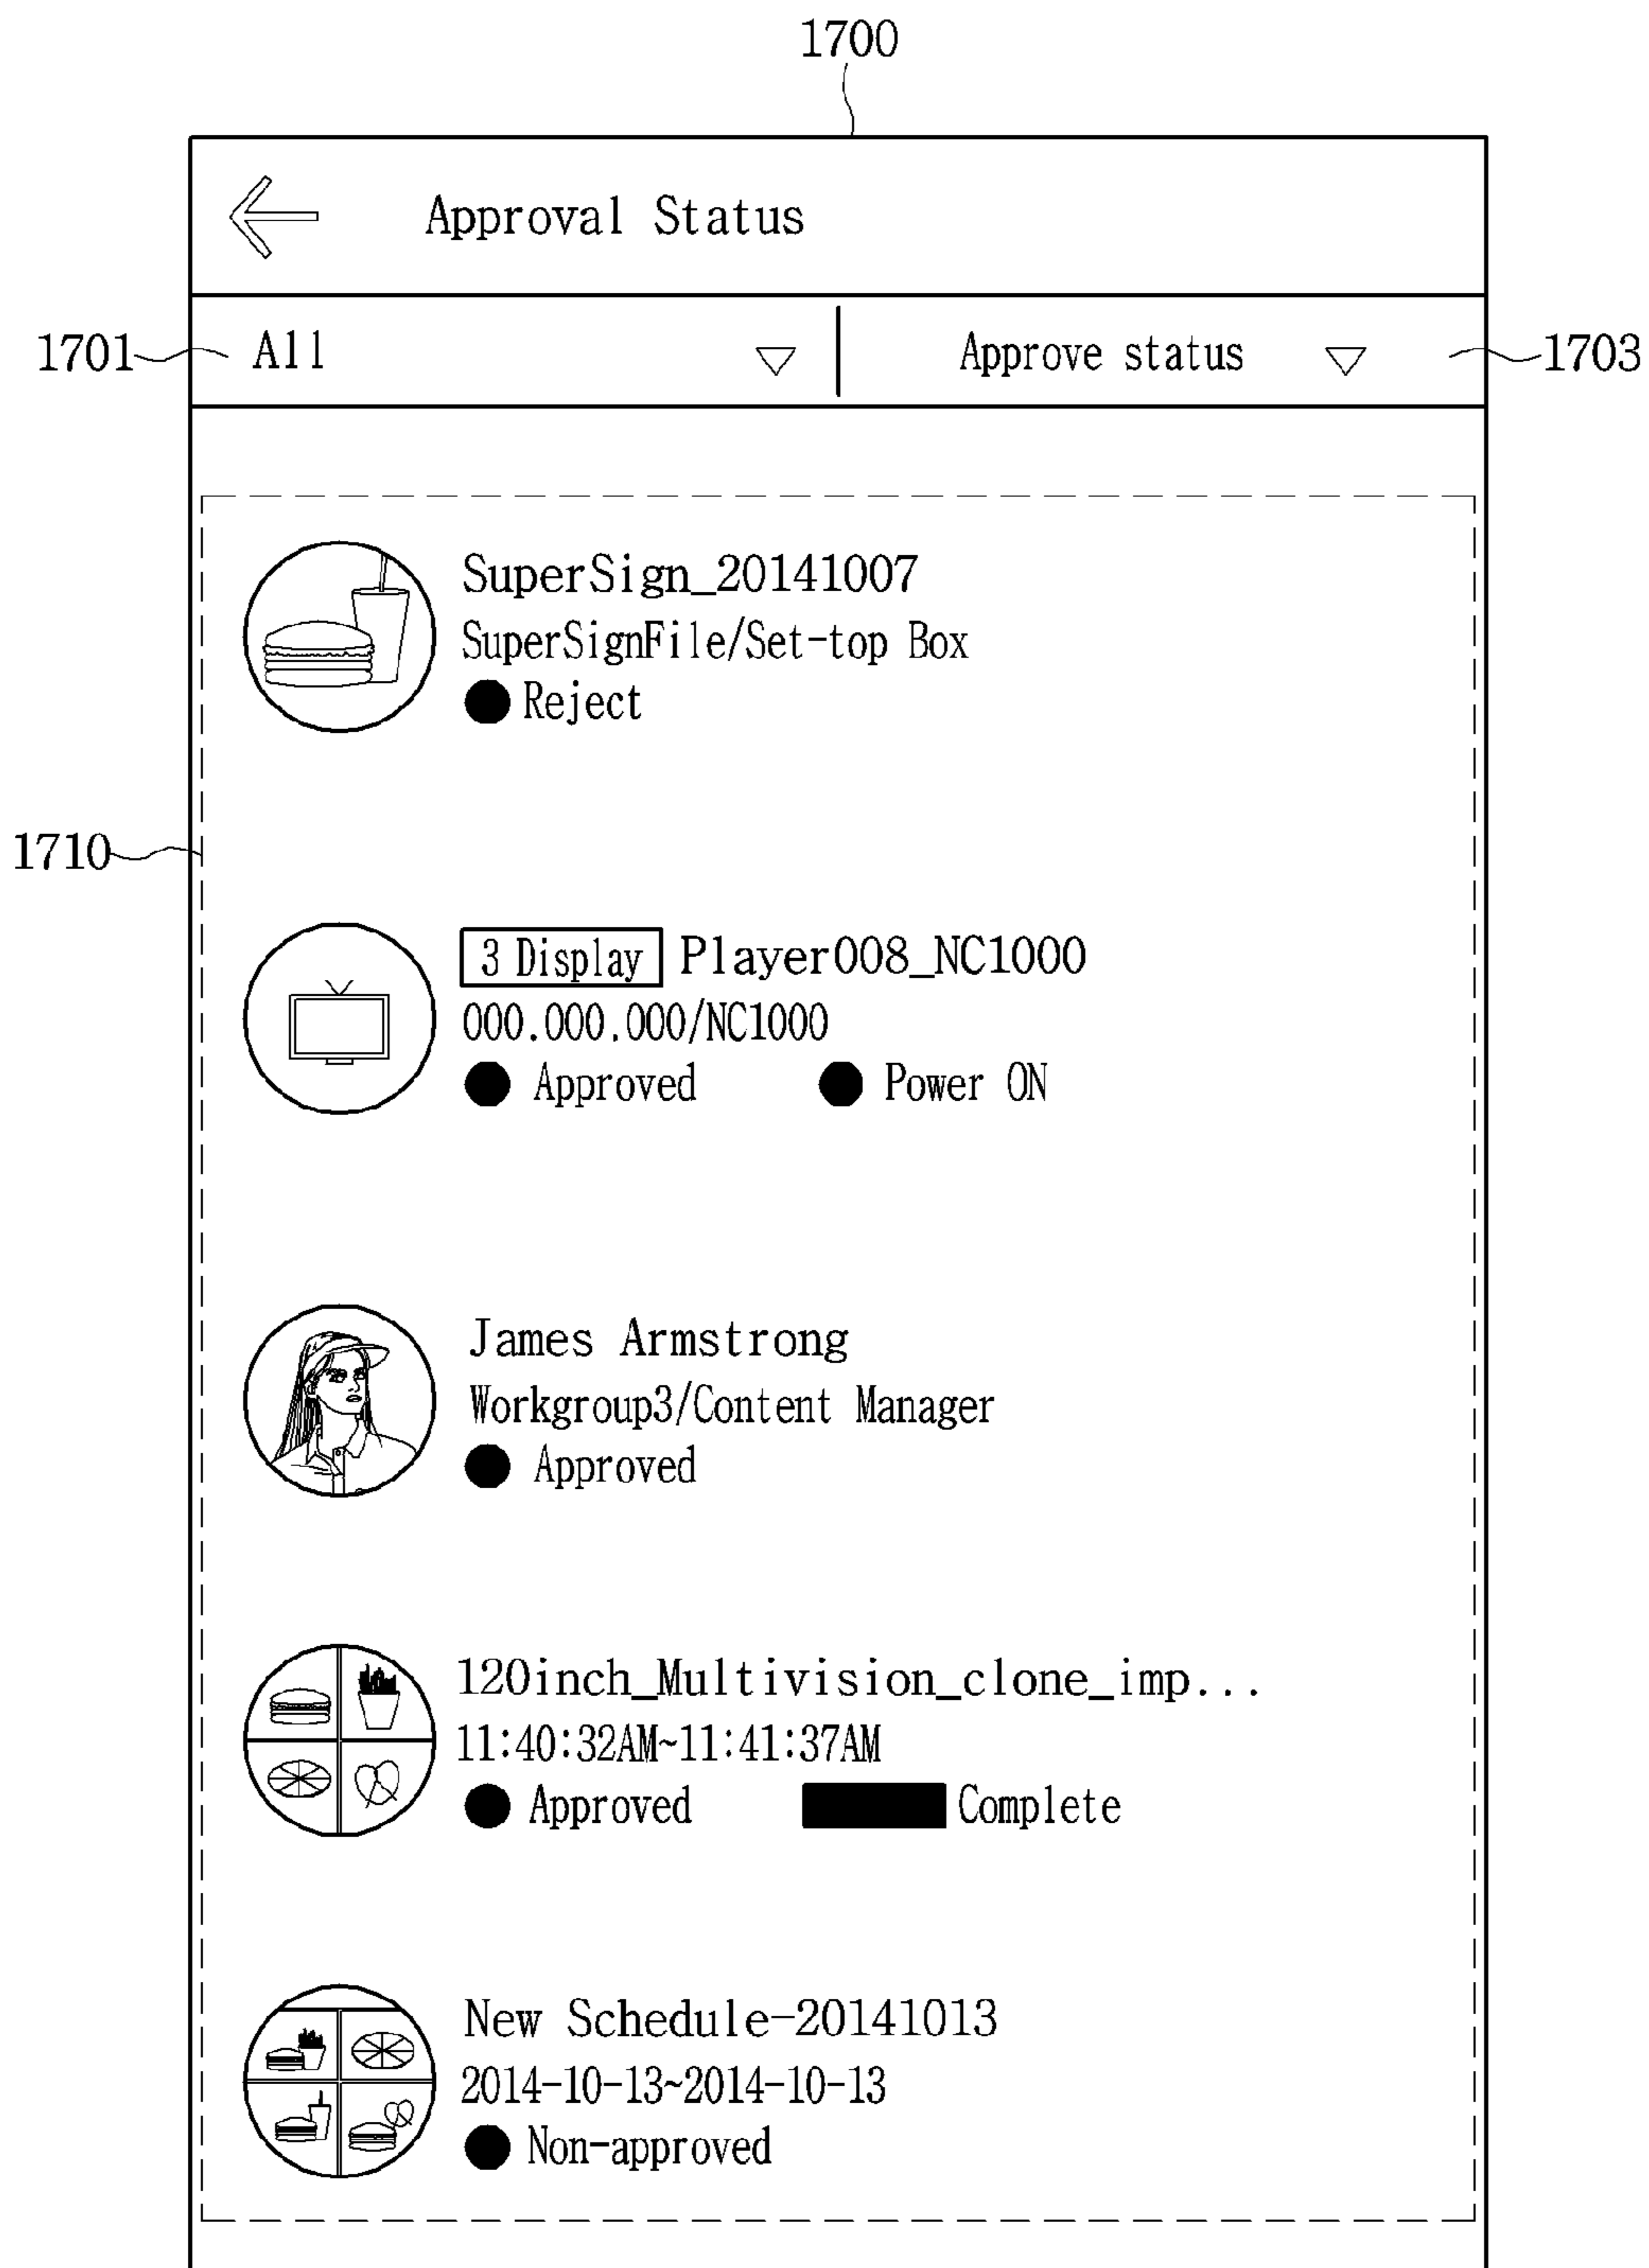 1700
Approval Status
1701 All Approve status 1703
SuperSign_20141007
SuperSignFile/Set-top Box
Reject
1710
3 Display Player008_NC1000
000.000.000/NC1000
Approved Power ON
James Armstrong
Workgroup3/Content Manager
Approved
120inch_Multivision_clone_imp...
11:40:32AM~11:41:37AM
Approved Complete
New Schedule-20141013
2014-10-13~2014-10-13
Non-approved